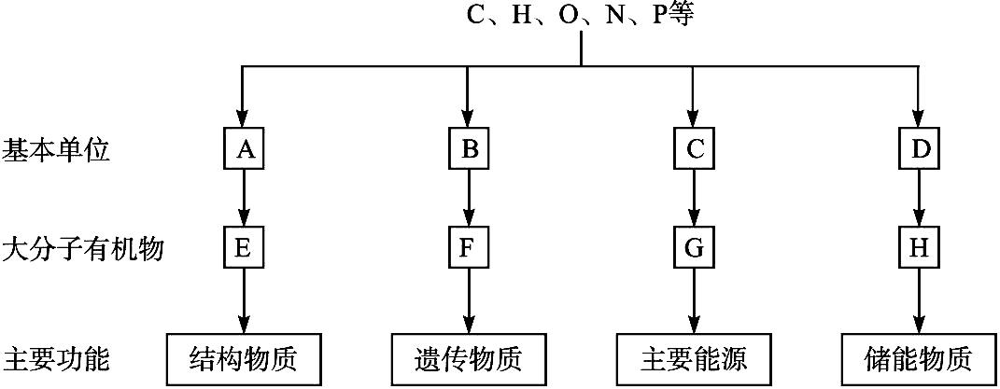 C、H、O、N、P等
基本单位 A B C D
大分子有机物 E F G H
主要功能 结构物质 遗传物质 主要能源 储能物质